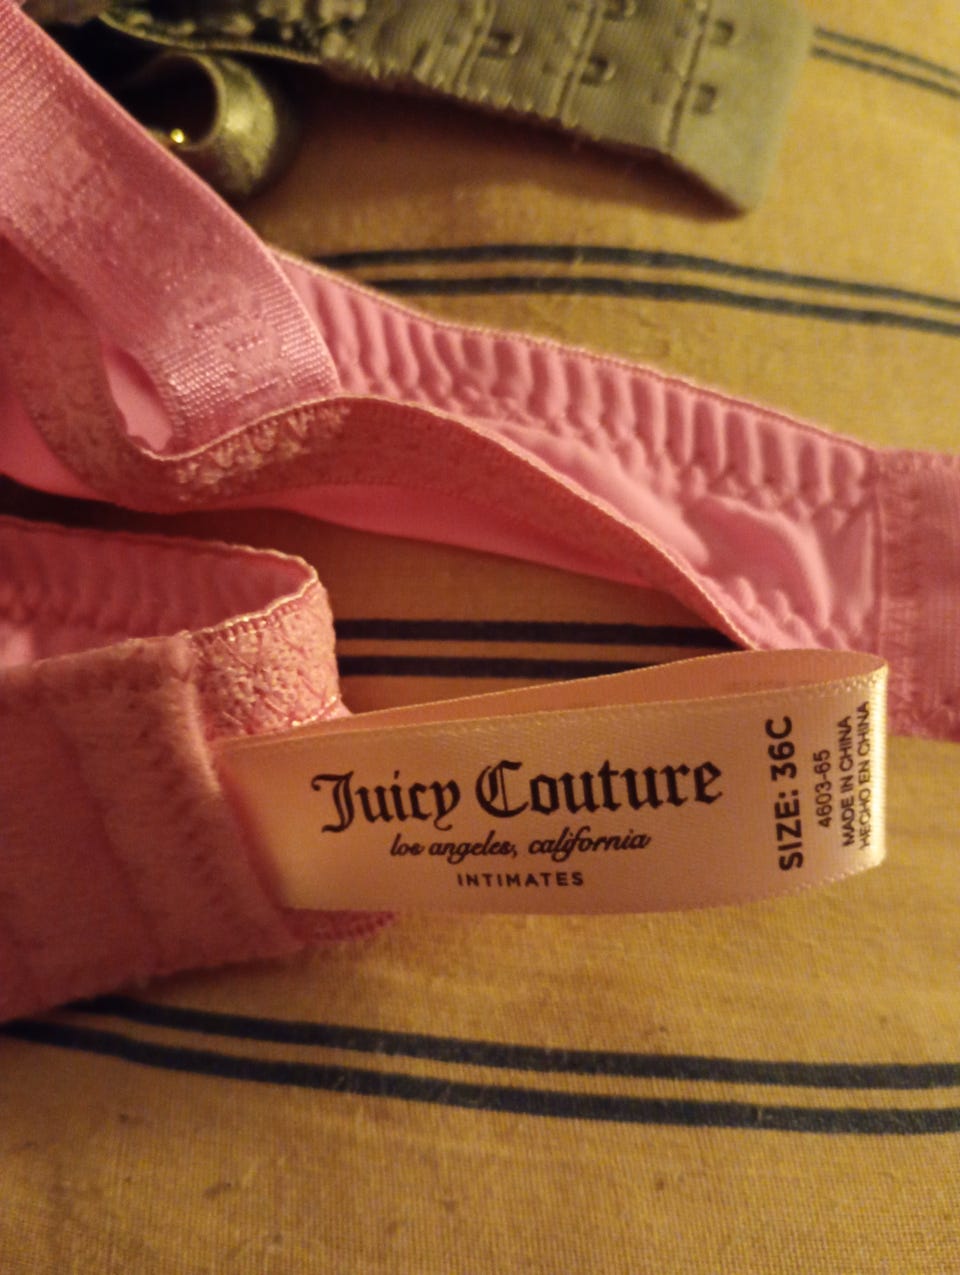 Juicy Couture
los angeles, california
INTIMATES
SIZE: 36C
4603-65
MADE IN CHINA
HECHO EN CHINA